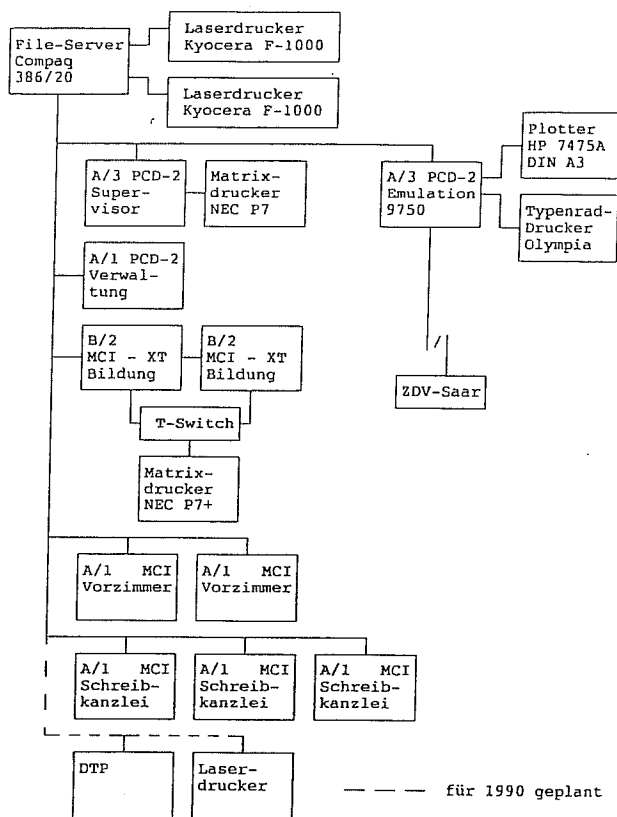 File-Server
Compaq
386/20
Laserdrucker
Kyocera F-1000
Laserdrucker
Kyocera F-1000
A/3 PCD-2
Super-
visor
Matrix-
drucker
NEC P7
A/3 PCD-2
Emulation
9750
Plotter
HP 7475A
DIN A3
Typenrad-
Drucker
Olympia
A/1 PCD-2
Verwal-
tung
B/2
MCI - XT
Bildung
B/2
MCI - XT
Bildung
ZDV-Saar
T-Switch
Matrix-
drucker
NEC P7+
A/1 MCI
Vorzimmer
A/1 MCI
Vorzimmer
A/1 MCI
Schreib-
kanzlei
A/1 MCI
Schreib-
kanzlei
A/1 MCI
Schreib-
kanzlei
DTP
Laser-
drucker
für 1990 geplant